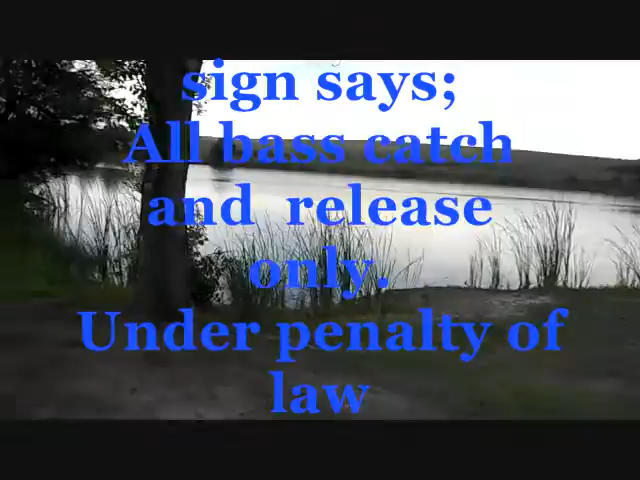 sign says;
All bass catch
and release
only.
Under penalty of
law